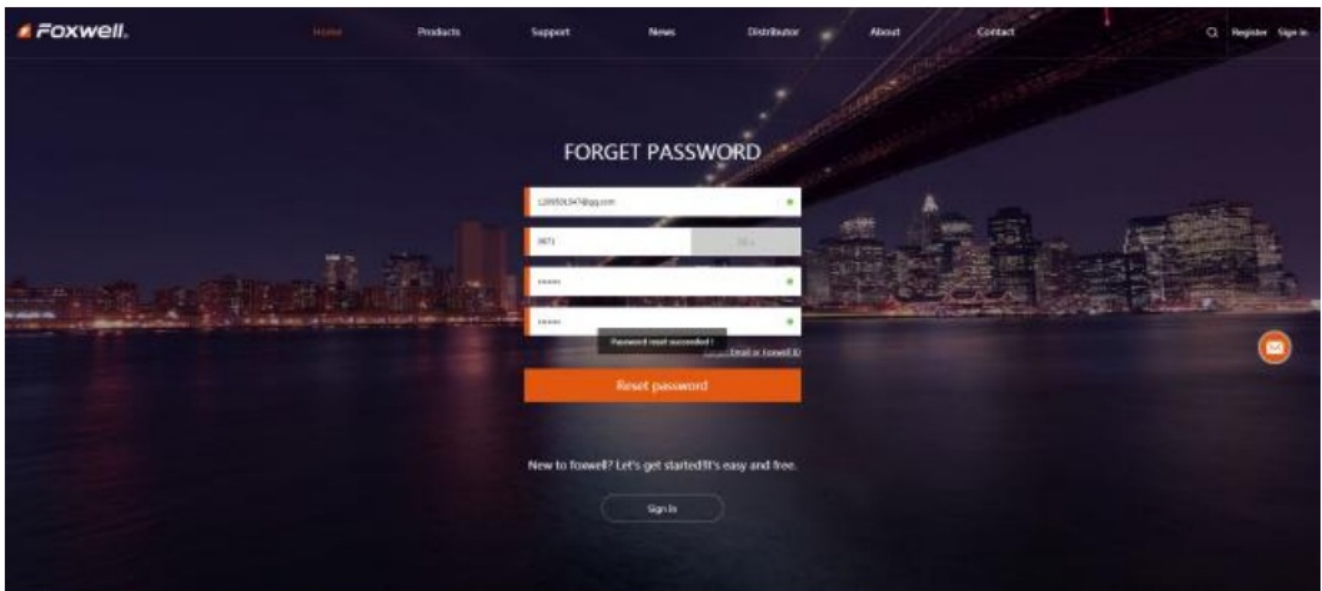 Foxwell.
Home Products Support News Distributor About Contact Register Sign in
FORGET PASSWORD
Password reset succeeded !
Email or Foxwell ID
Reset password
New to foxwell? Let's get started!It's easy and free.
Sign In